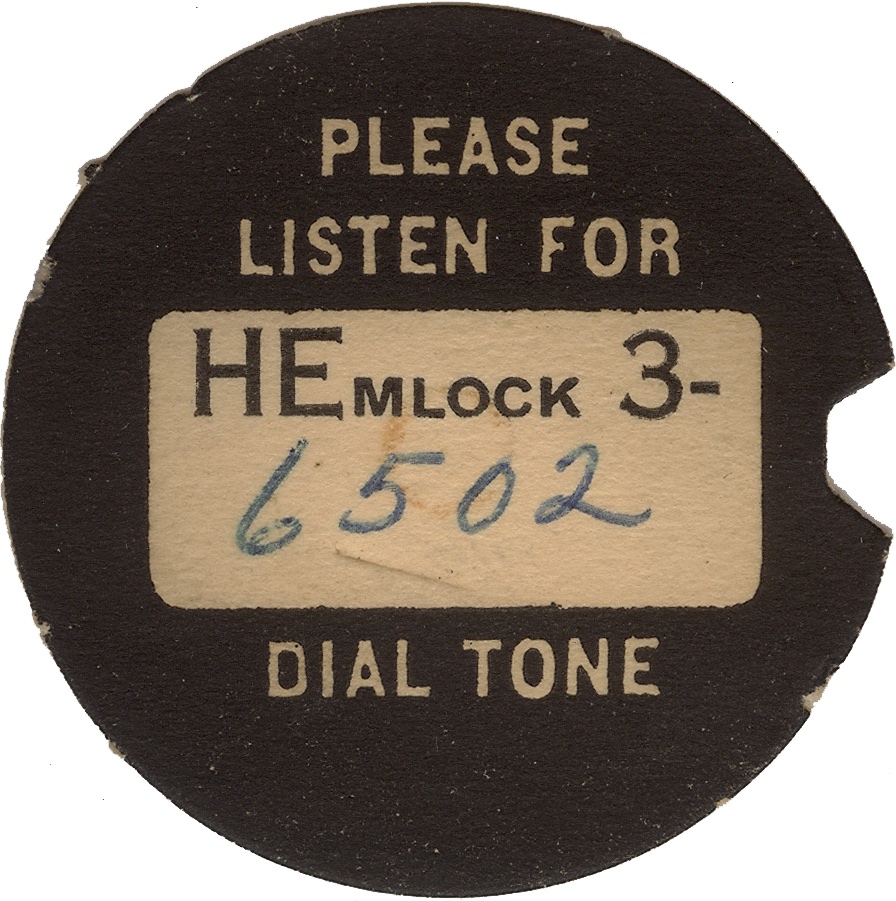 PLEASE
LISTEN FOR
HEMLOCK 3-
6502
DIAL TONE